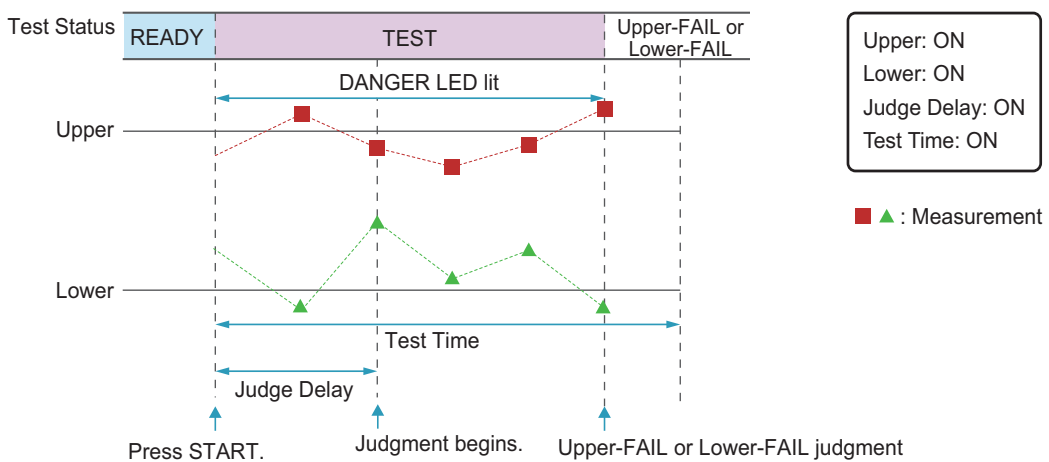 Test Status
READY
TEST
Upper-FAIL or
Lower-FAIL
DANGER LED lit
Upper
Lower
Test Time
Judge Delay
Press START.
Judgment begins.
Upper-FAIL or Lower-FAIL judgment
Upper: ON
Lower: ON
Judge Delay: ON
Test Time: ON
: Measurement